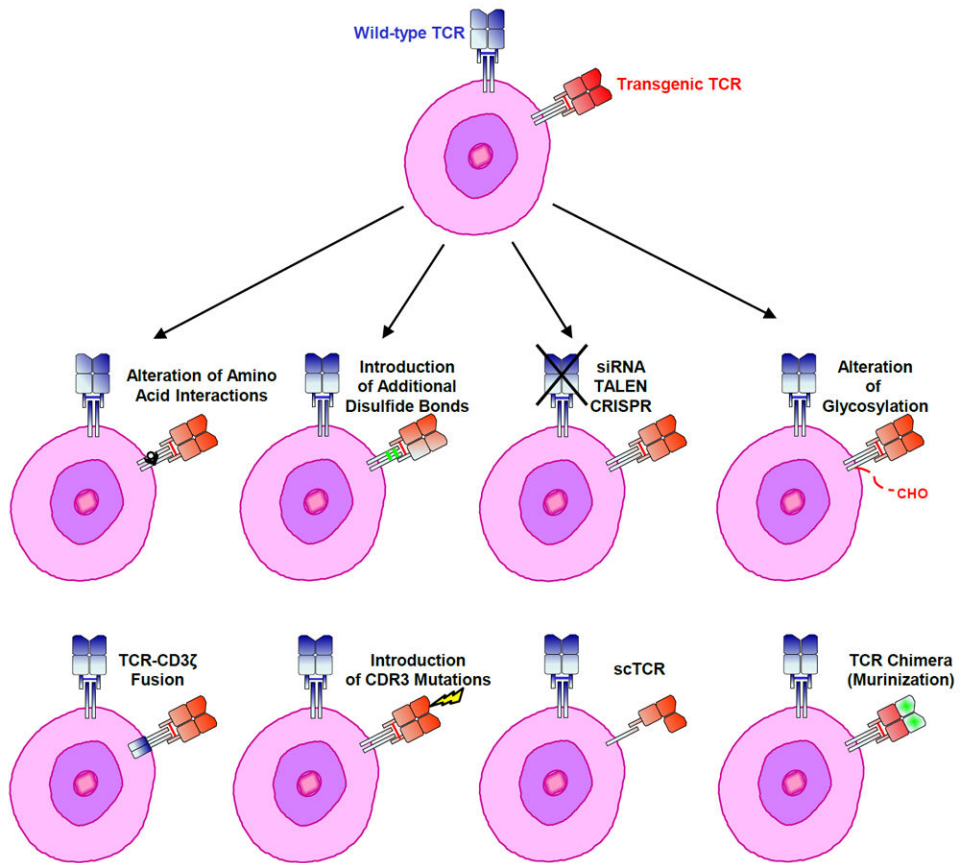 Wild-type TCR
Transgenic TCR
Alteration of Amino
Acid Interactions
Introduction
of Additional
Disulfide Bonds
siRNA
TALEN
CRISPR
Alteration
of
Glycosylation
CHO
TCR-CD3ζ
Fusion
Introduction
of CDR3 Mutations
scTCR
TCR Chimera
(Murinization)